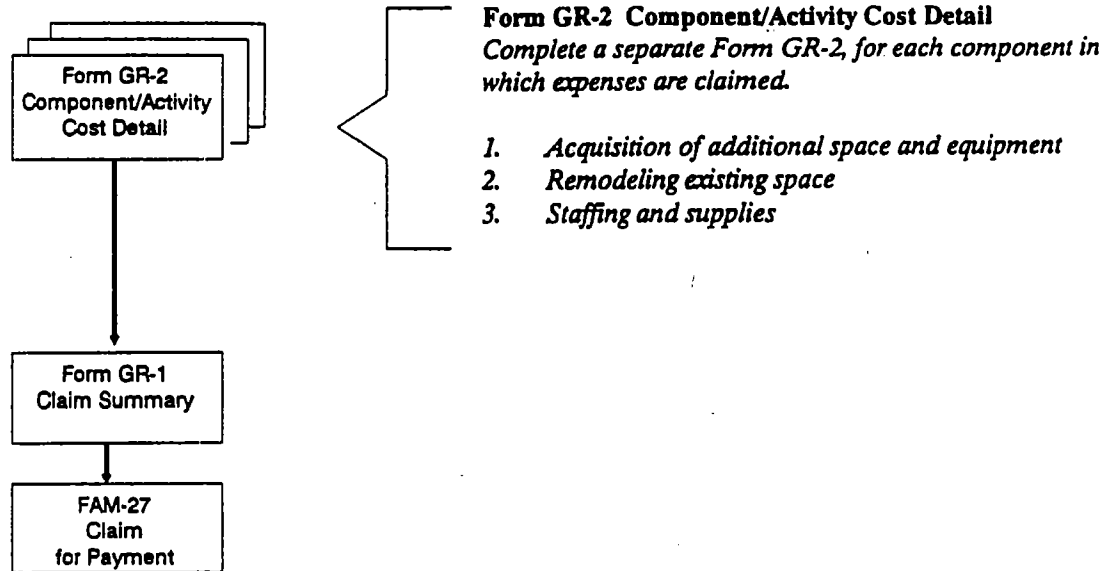 Form GR-2
Component/Activity
Cost Detail
Form GR-2 Component/Activity Cost Detail
Complete a separate Form GR-2, for each component in
which expenses are claimed.
1. Acquisition of additional space and equipment
2. Remodeling existing space
3. Staffing and supplies
Form GR-1
Claim Summary
FAM-27
Claim
for Payment